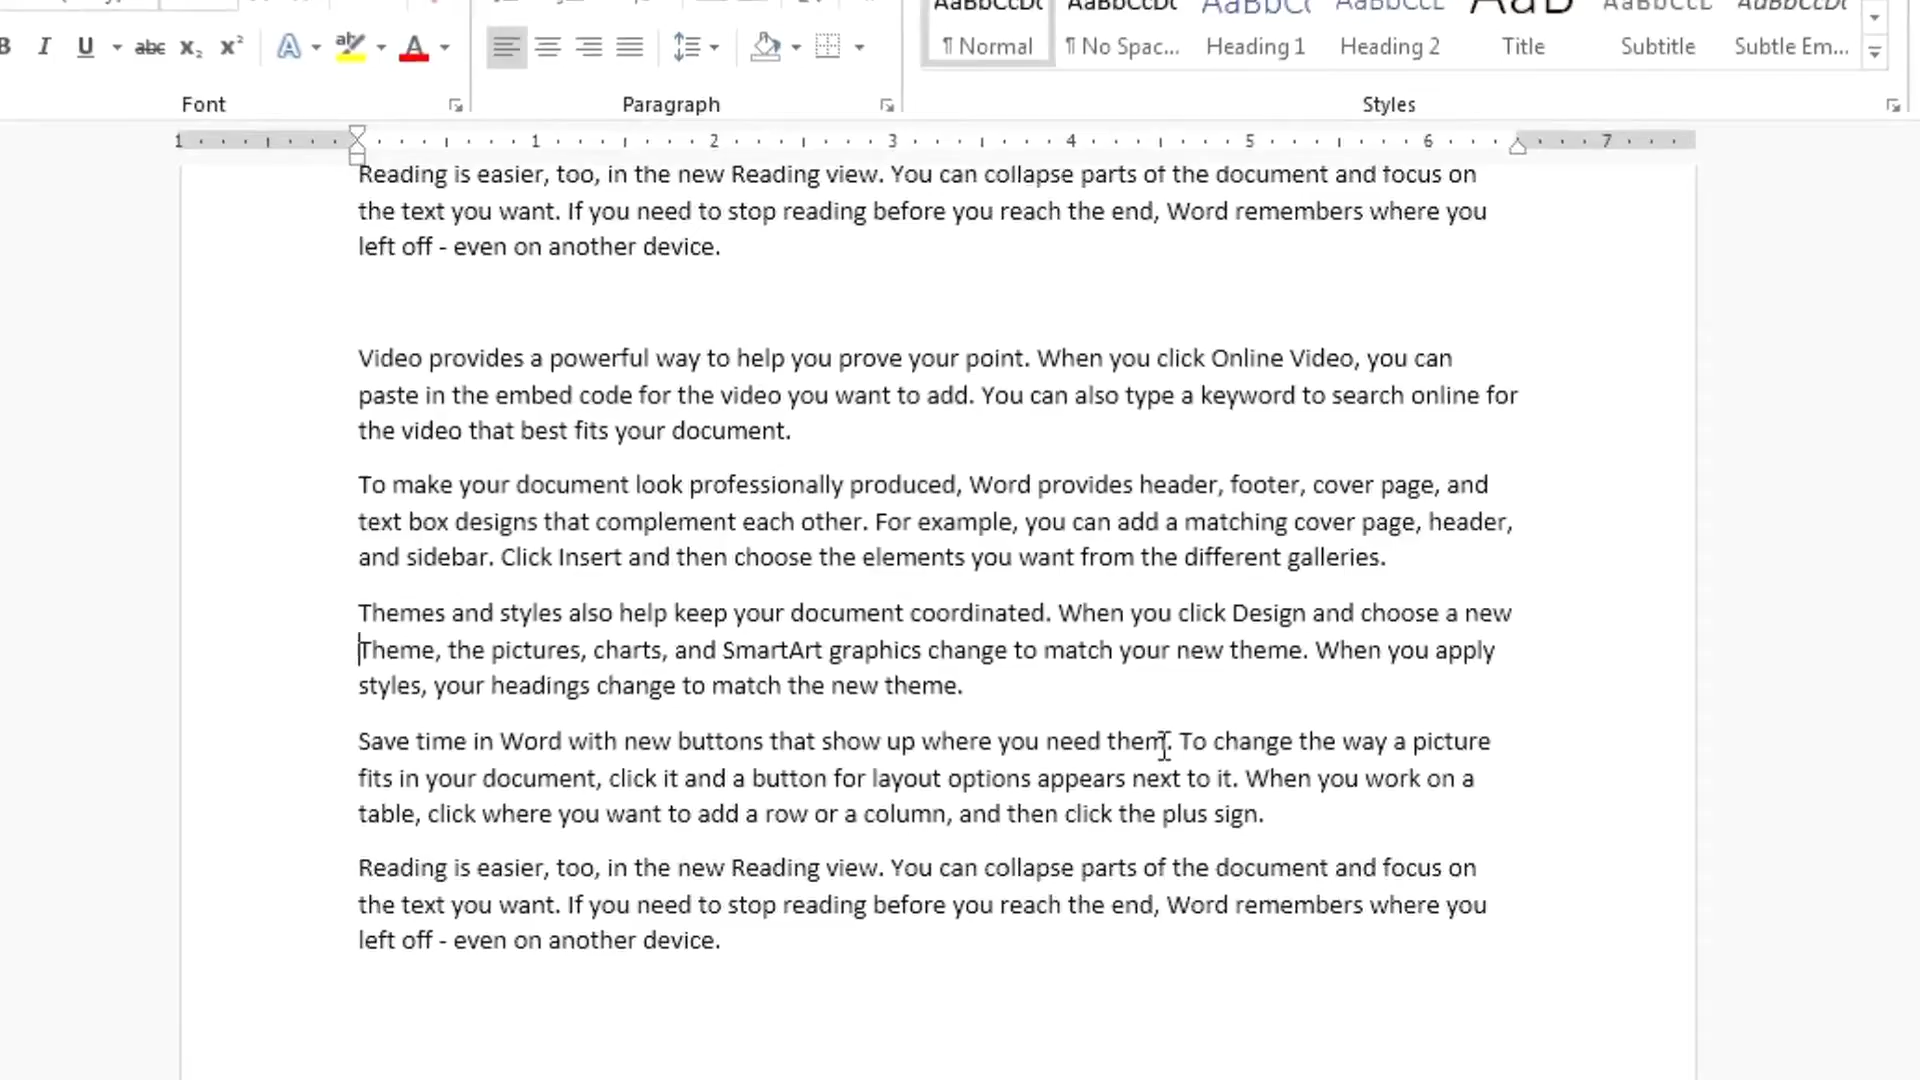 AaBbCcDc AaBbCcDc AaBbC( AaBbCcL AaB AaBbCcL AaBbCcDc
B I U abc X₂ X² A aby A ¶ Normal ¶ No Spac... Heading 1 Heading 2 Title Subtitle Subtle Em...
Font Paragraph Styles
1 1 2 3 4 5 6 7
Reading is easier, too, in the new Reading view. You can collapse parts of the document and focus on
the text you want. If you need to stop reading before you reach the end, Word remembers where you
left off - even on another device.
Video provides a powerful way to help you prove your point. When you click Online Video, you can
paste in the embed code for the video you want to add. You can also type a keyword to search online for
the video that best fits your document.
To make your document look professionally produced, Word provides header, footer, cover page, and
text box designs that complement each other. For example, you can add a matching cover page, header,
and sidebar. Click Insert and then choose the elements you want from the different galleries.
Themes and styles also help keep your document coordinated. When you click Design and choose a new
Theme, the pictures, charts, and SmartArt graphics change to match your new theme. When you apply
styles, your headings change to match the new theme.
Save time in Word with new buttons that show up where you need them. To change the way a picture
fits in your document, click it and a button for layout options appears next to it. When you work on a
table, click where you want to add a row or a column, and then click the plus sign.
Reading is easier, too, in the new Reading view. You can collapse parts of the document and focus on
the text you want. If you need to stop reading before you reach the end, Word remembers where you
left off - even on another device.